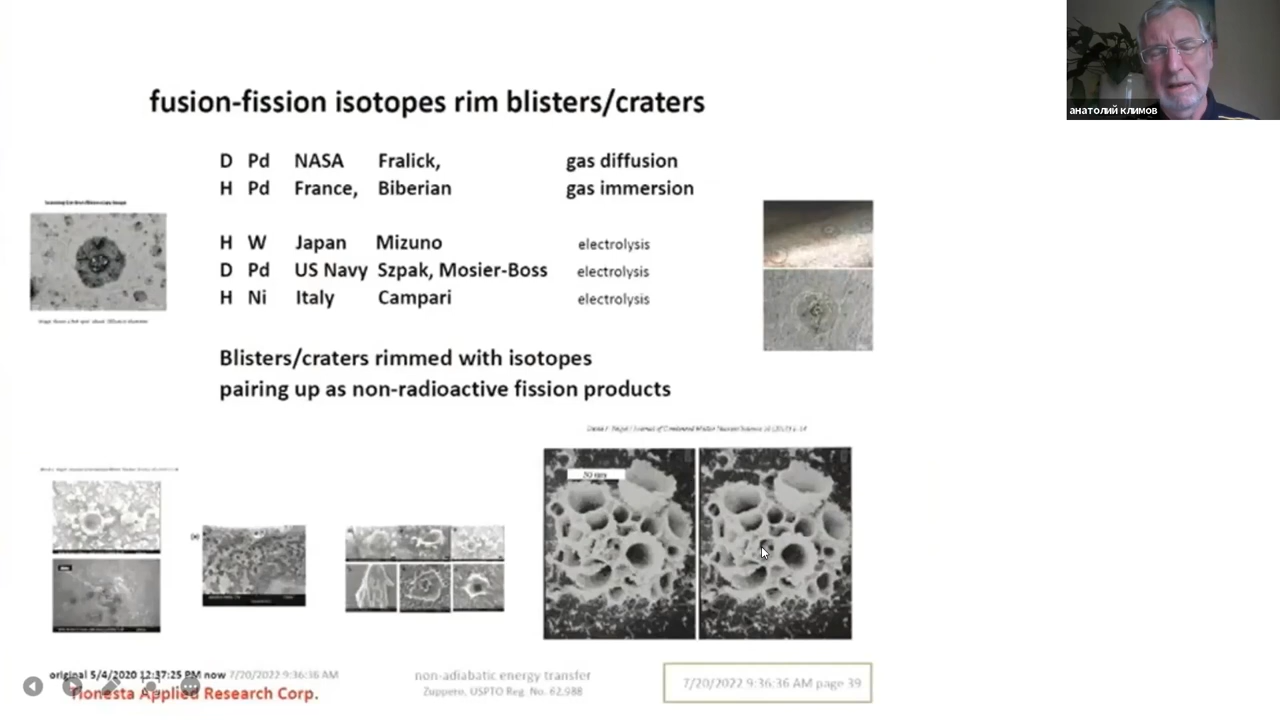 fusion-fission isotopes rim blisters/craters
анатолий климов
D Pd NASA Fralick, gas diffusion
H Pd France, Biberian gas immersion
H W Japan Mizuno electrolysis
D Pd US Navy Szpak, Mosier-Boss electrolysis
H Ni Italy Campari electrolysis
Blisters/craters rimmed with isotopes
pairing up as non-radioactive fission products
original 5/4/2020 12:37:25 PM now 7/20/2022 9:36:36 AM
Tionesta Applied Research Corp.
non-adiabatic energy transfer
Zuppero, USPTO Reg. No. 62,988
7/20/2022 9:36:36 AM page 39